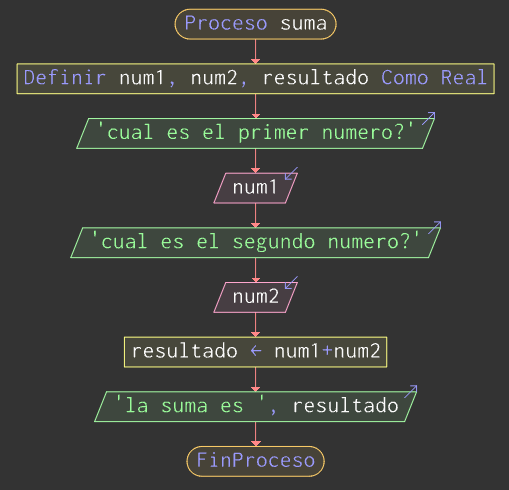 Proceso suma
Definir num1, num2, resultado Como Real
'cual es el primer numero?'
num1
'cual es el segundo numero?'
num2
resultado ← num1+num2
'la suma es ', resultado
FinProceso